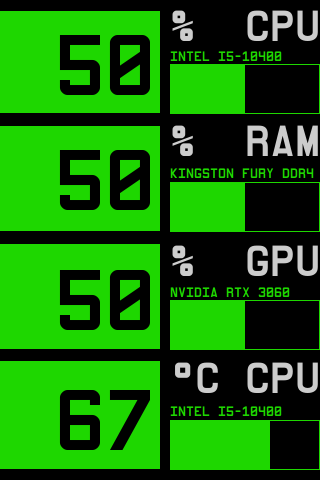 50 % CPU
INTEL I5-10400
50 % RAM
KINGSTON FURY DDR4
50 % GPU
NVIDIA RTX 3060
67 °C CPU
INTEL I5-10400